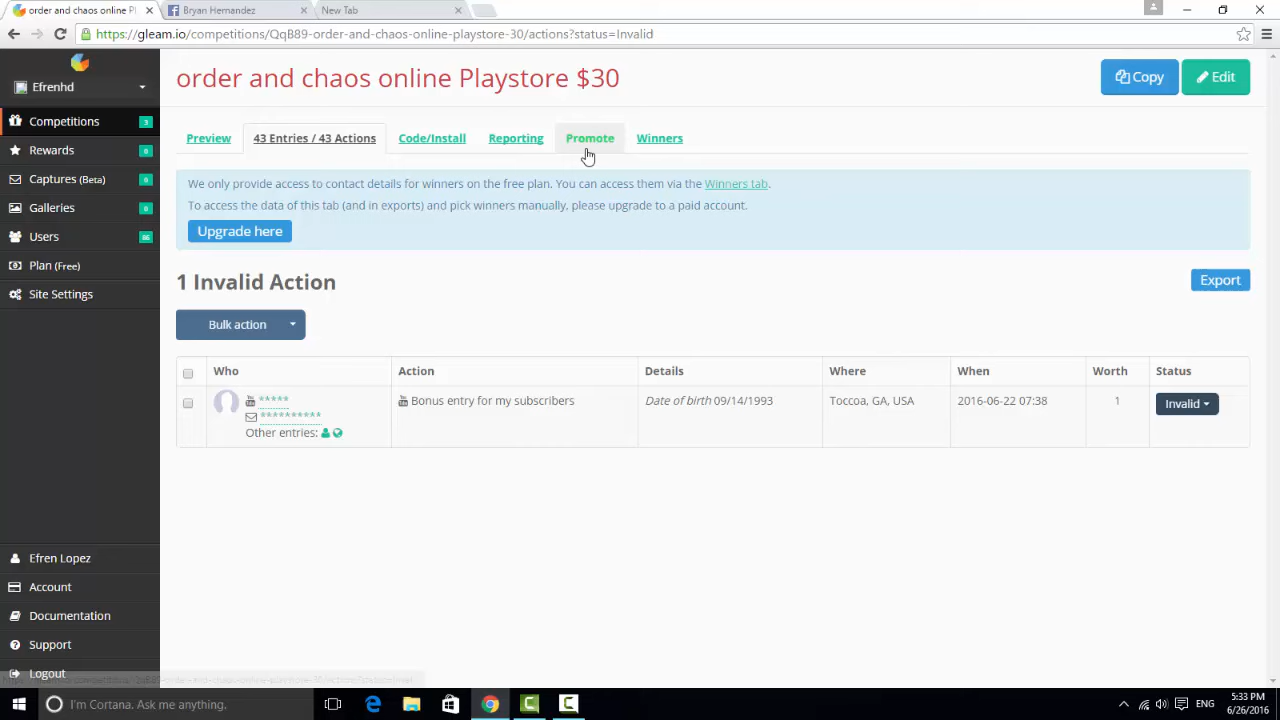 order and chaos online Pl
Bryan Hernandez
New Tab
https://gleam.io/competitions/QqB89-order-and-chaos-online-playstore-30/actions?status=Invalid
Efrenhd
Competitions 3
Rewards 0
Captures (Beta) 0
Galleries 0
Users 86
Plan (Free)
Site Settings
Efren Lopez
Account
Documentation
Support
Logout
order and chaos online Playstore $30
Copy
Edit
Preview
43 Entries / 43 Actions
Code/Install
Reporting
Promote
Winners
We only provide access to contact details for winners on the free plan. You can access them via the Winners tab.
To access the data of this tab (and in exports) and pick winners manually, please upgrade to a paid account.
Upgrade here
1 Invalid Action
Export
Bulk action
Who Action Details Where When Worth Status
***** Bonus entry for my subscribers Date of birth 09/14/1993 Toccoa, GA, USA 2016-06-22 07:38 1 Invalid
**********
Other entries:
I'm Cortana. Ask me anything.
ENG
5:33 PM
6/26/2016